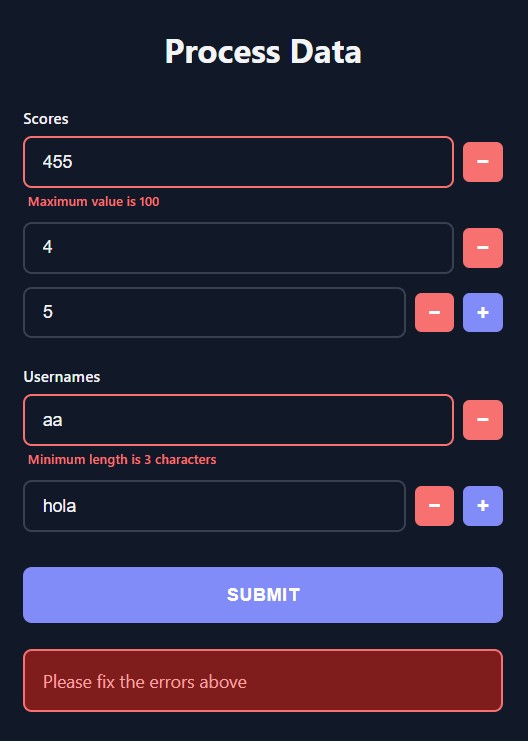 Process Data
Scores
455 −
Maximum value is 100
4 −
5 − +
Usernames
aa −
Minimum length is 3 characters
hola − +
SUBMIT
Please fix the errors above